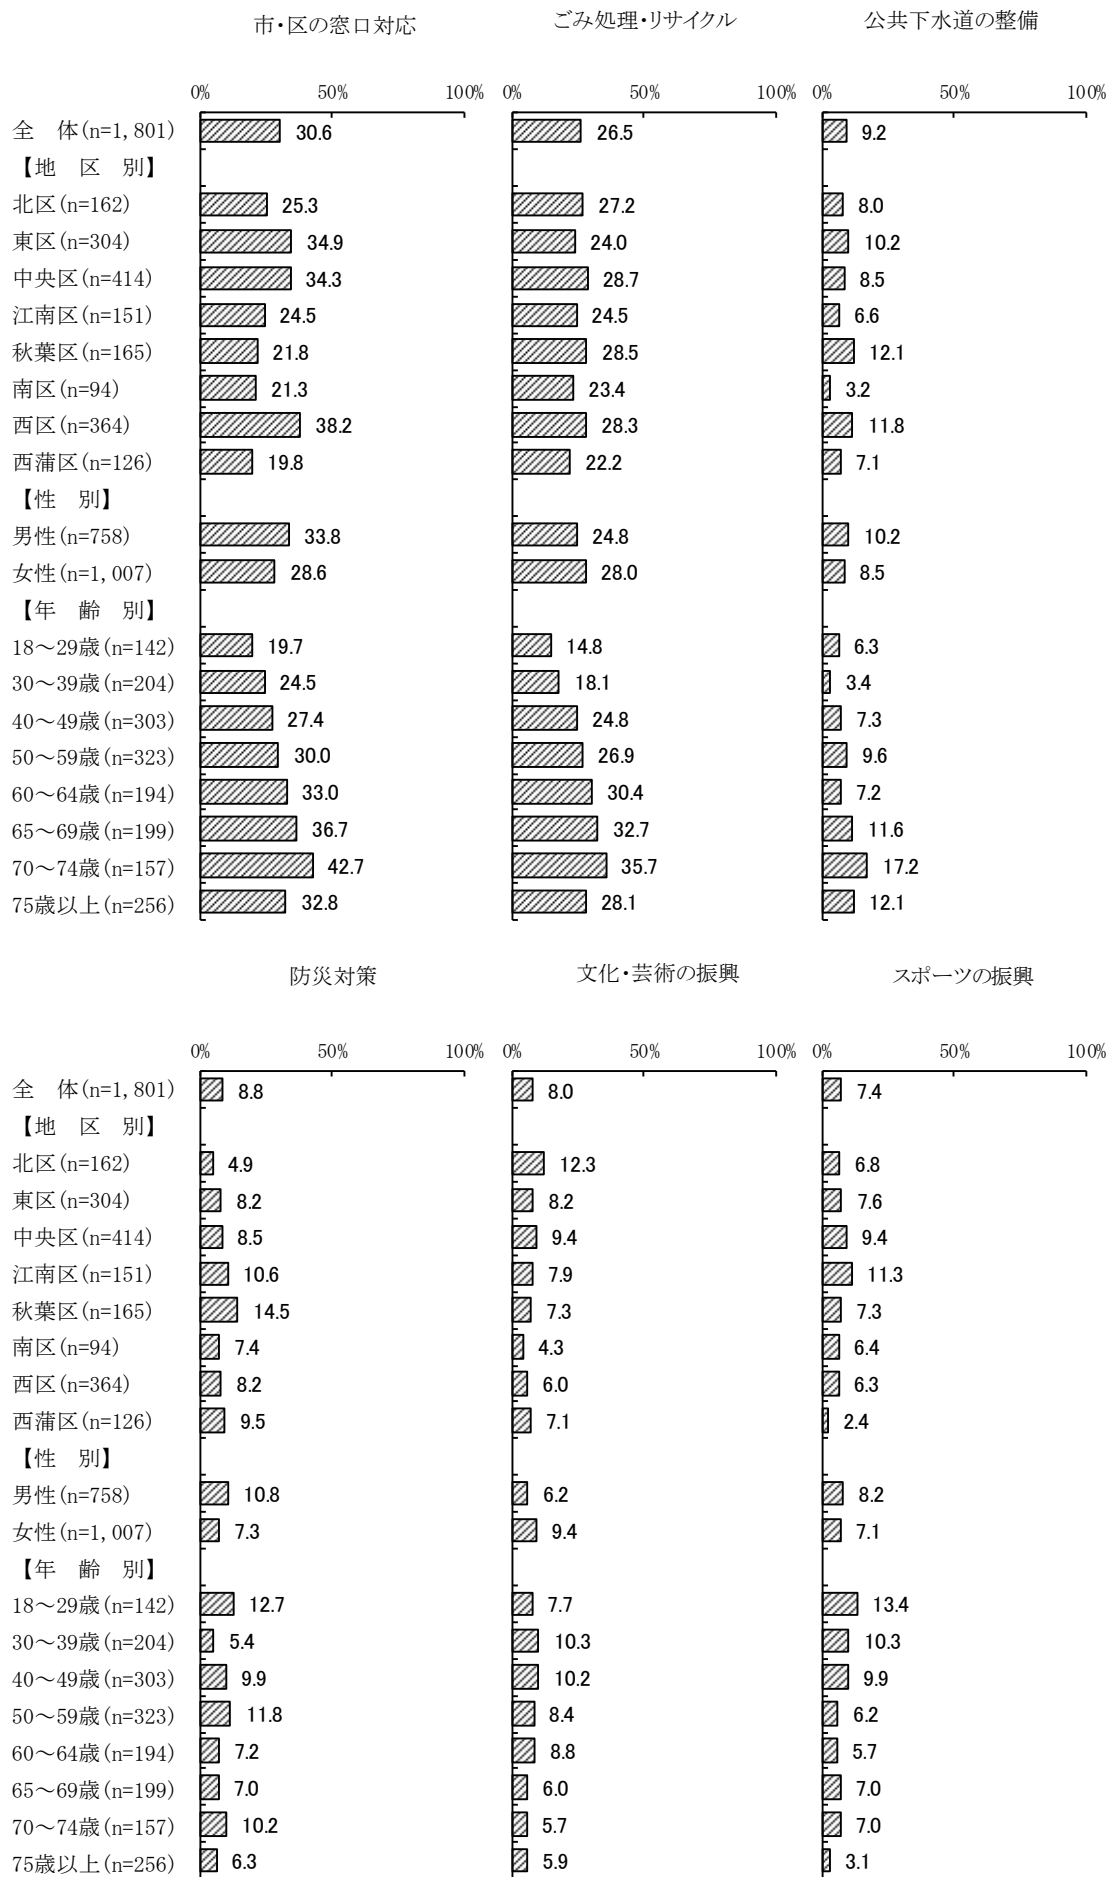 市・区の窓口対応 ごみ処理・リサイクル 公共下水道の整備
0% 50% 100% 0% 50% 100% 0% 50% 100%
全　体(n=1,801) 30.6 26.5 9.2
【地　区　別】
北区(n=162) 25.3 27.2 8.0
東区(n=304) 34.9 24.0 10.2
中央区(n=414) 34.3 28.7 8.5
江南区(n=151) 24.5 24.5 6.6
秋葉区(n=165) 21.8 28.5 12.1
南区(n=94) 21.3 23.4 3.2
西区(n=364) 38.2 28.3 11.8
西蒲区(n=126) 19.8 22.2 7.1
【性　別】
男性(n=758) 33.8 24.8 10.2
女性(n=1,007) 28.6 28.0 8.5
【年　齢　別】
18～29歳(n=142) 19.7 14.8 6.3
30～39歳(n=204) 24.5 18.1 3.4
40～49歳(n=303) 27.4 24.8 7.3
50～59歳(n=323) 30.0 26.9 9.6
60～64歳(n=194) 33.0 30.4 7.2
65～69歳(n=199) 36.7 32.7 11.6
70～74歳(n=157) 42.7 35.7 17.2
75歳以上(n=256) 32.8 28.1 12.1
防災対策 文化・芸術の振興 スポーツの振興
0% 50% 100% 0% 50% 100% 0% 50% 100%
全　体(n=1,801) 8.8 8.0 7.4
【地　区　別】
北区(n=162) 4.9 12.3 6.8
東区(n=304) 8.2 8.2 7.6
中央区(n=414) 8.5 9.4 9.4
江南区(n=151) 10.6 7.9 11.3
秋葉区(n=165) 14.5 7.3 7.3
南区(n=94) 7.4 4.3 6.4
西区(n=364) 8.2 6.0 6.3
西蒲区(n=126) 9.5 7.1 2.4
【性　別】
男性(n=758) 10.8 6.2 8.2
女性(n=1,007) 7.3 9.4 7.1
【年　齢　別】
18～29歳(n=142) 12.7 7.7 13.4
30～39歳(n=204) 5.4 10.3 10.3
40～49歳(n=303) 9.9 10.2 9.9
50～59歳(n=323) 11.8 8.4 6.2
60～64歳(n=194) 7.2 8.8 5.7
65～69歳(n=199) 7.0 6.0 7.0
70～74歳(n=157) 10.2 5.7 7.0
75歳以上(n=256) 6.3 5.9 3.1